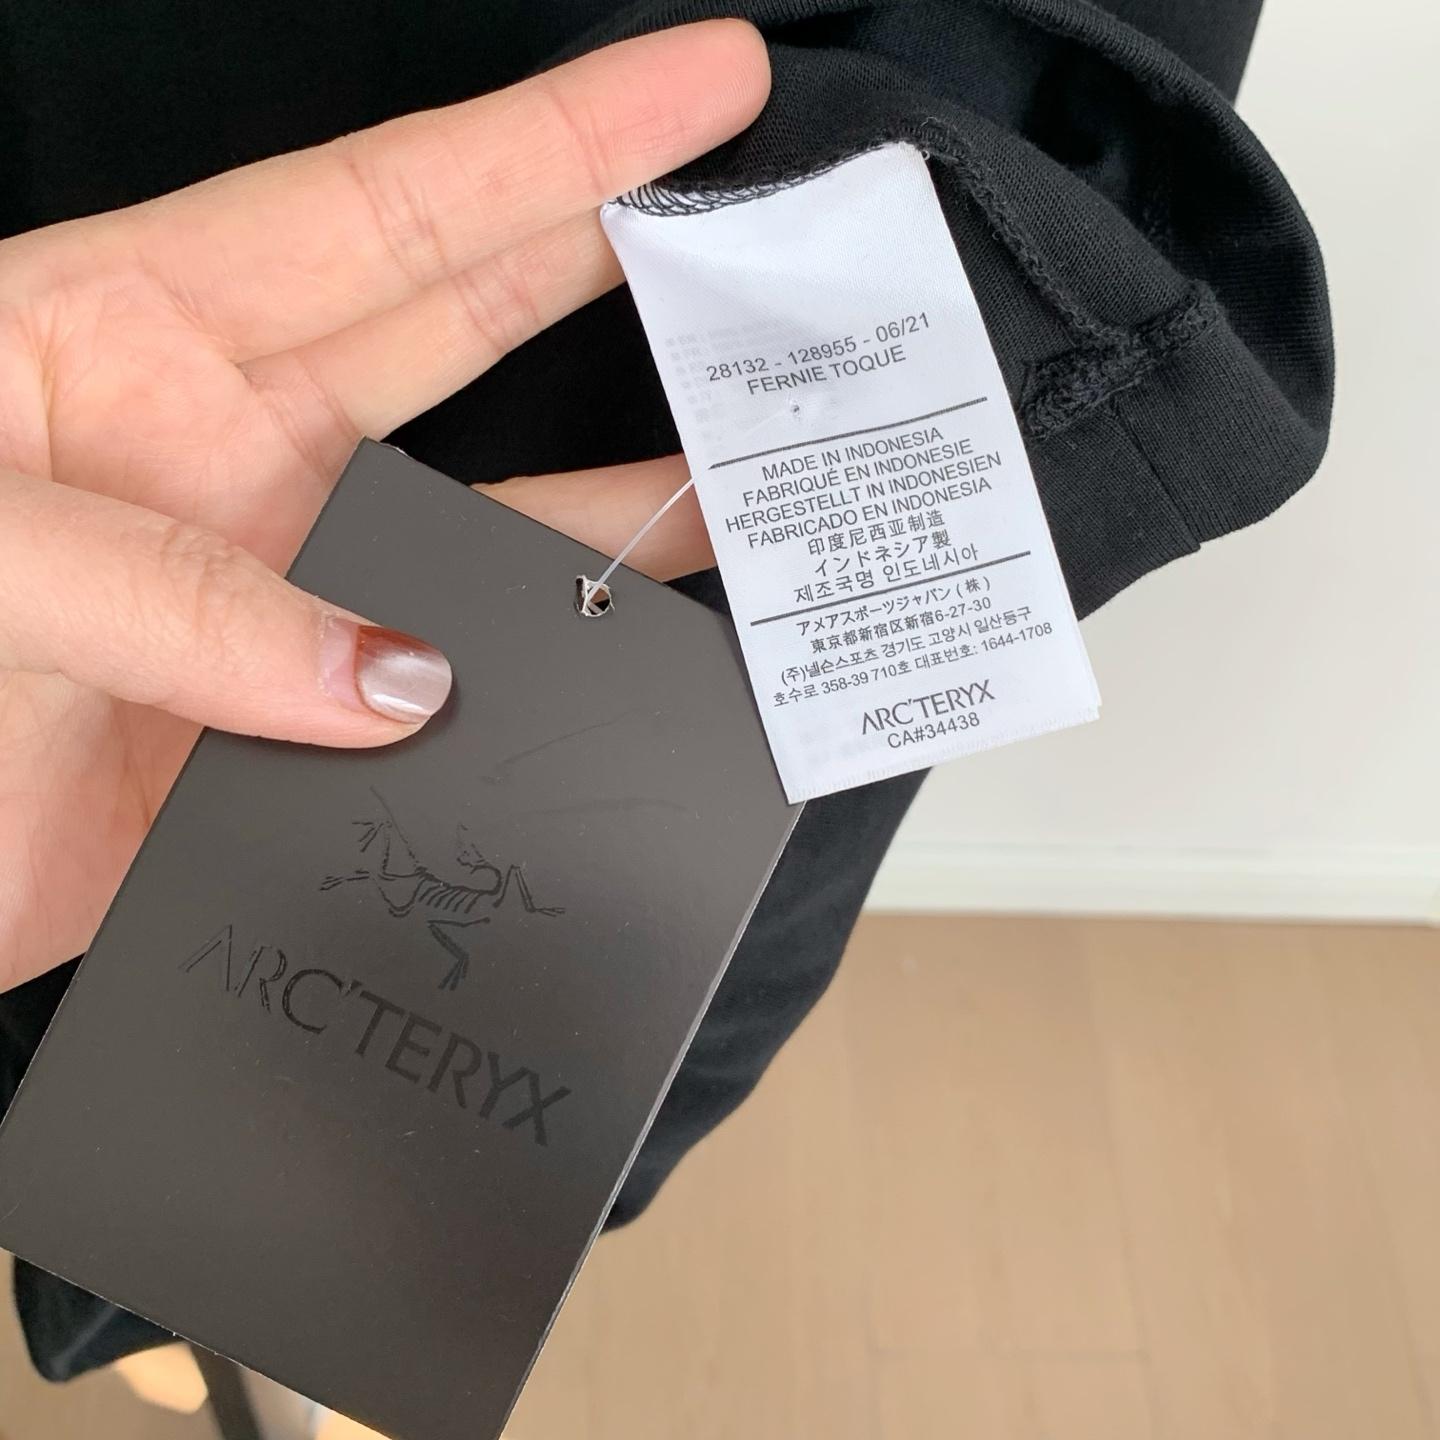 28132 - 128955 - 06/21
FERNIE TOQUE
MADE IN INDONESIA
FABRIQUÉ EN INDONESIE
HERGESTELLT IN INDONESIEN
FABRICADO EN INDONESIA
印度尼西亚制造
インドネシア製
제조국명 인도네시아
アメアスポーツジャパン ( 株 )
東京都新宿区新宿6-27-30
(주)넬슨스포츠 경기도 고양시 일산동구
호수로 358-39 710호 대표번호: 1644-1708
ARC'TERYX
CA#34438
ARC'TERYX